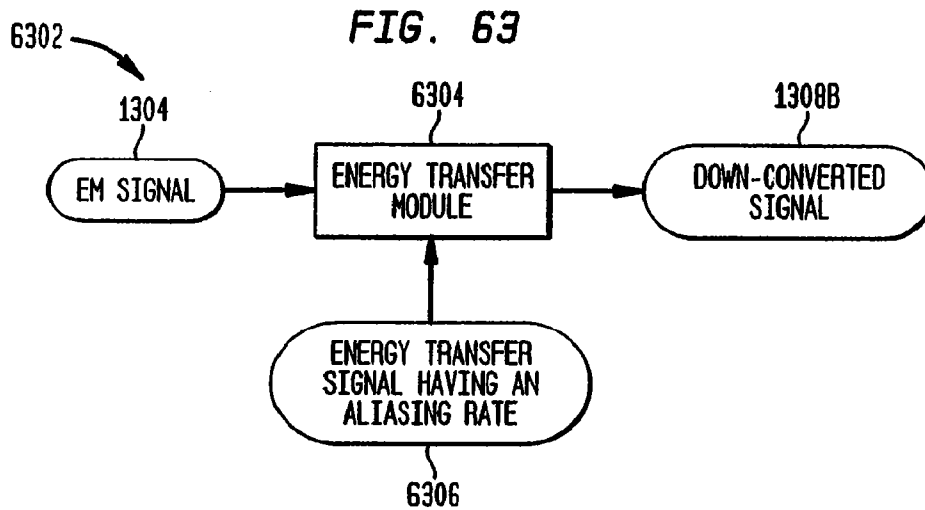 FIG. 63
6302
1304
6304
1308B
EM SIGNAL
ENERGY TRANSFER
MODULE
DOWN-CONVERTED
SIGNAL
ENERGY TRANSFER
SIGNAL HAVING AN
ALIASING RATE
6306